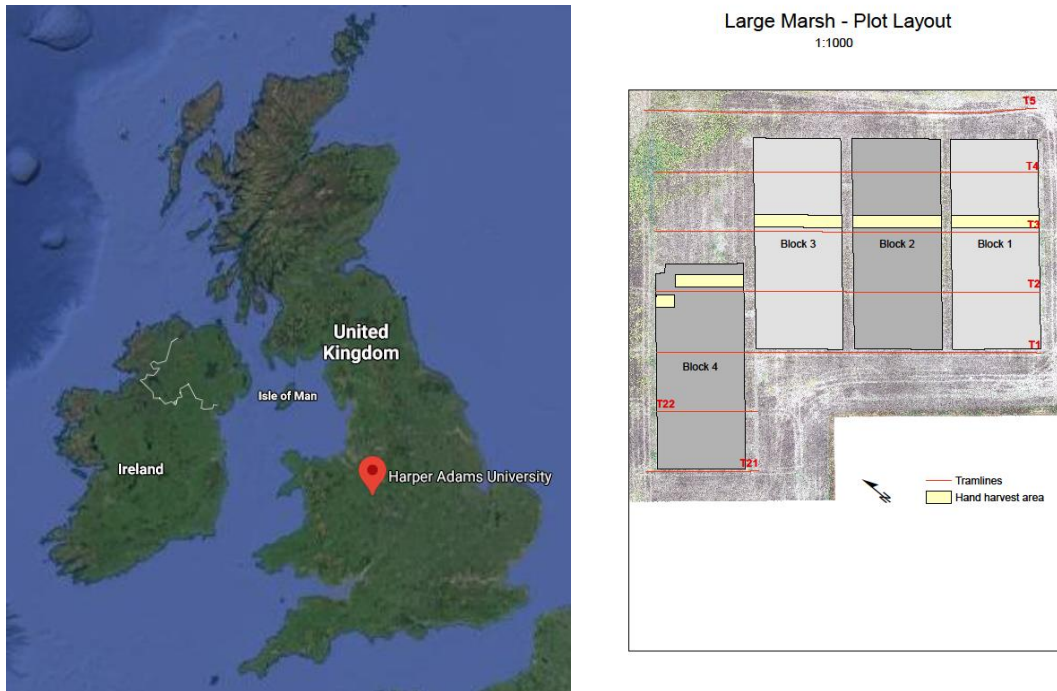 United
Kingdom
Isle of Man
Ireland
Harper Adams University
Large Marsh - Plot Layout
1:1000
T5
T4
T3
Block 3
Block 2
Block 1
T2
T1
Block 4
T22
T21
N
Tramlines
Hand harvest area